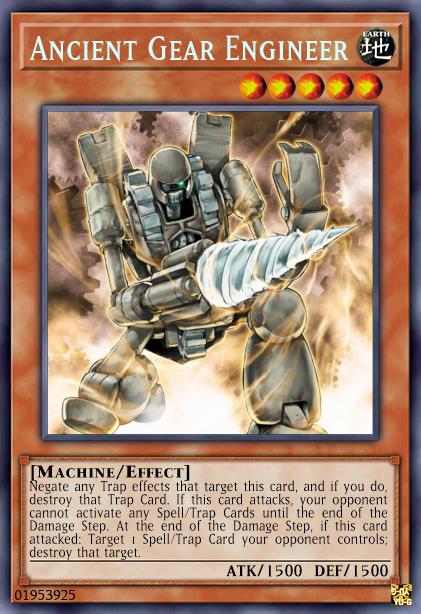 ANCIENT GEAR ENGINEER
EARTH
地
[MACHINE/EFFECT]
Negate any Trap effects that target this card, and if you do,
destroy that Trap Card. If this card attacks, your opponent
cannot activate any Spell/Trap Cards until the end of the
Damage Step. At the end of the Damage Step, if this card
attacked: Target 1 Spell/Trap Card your opponent controls;
destroy that target.
ATK/1500 DEF/1500
01953925